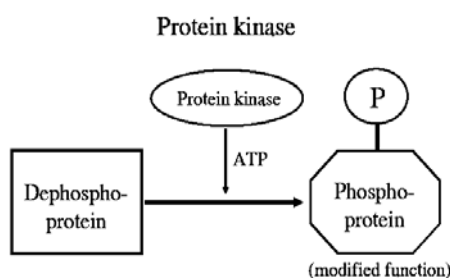 Protein kinase
Protein kinase
P
ATP
Dephospho-
protein
Phospho-
protein
(modified function)